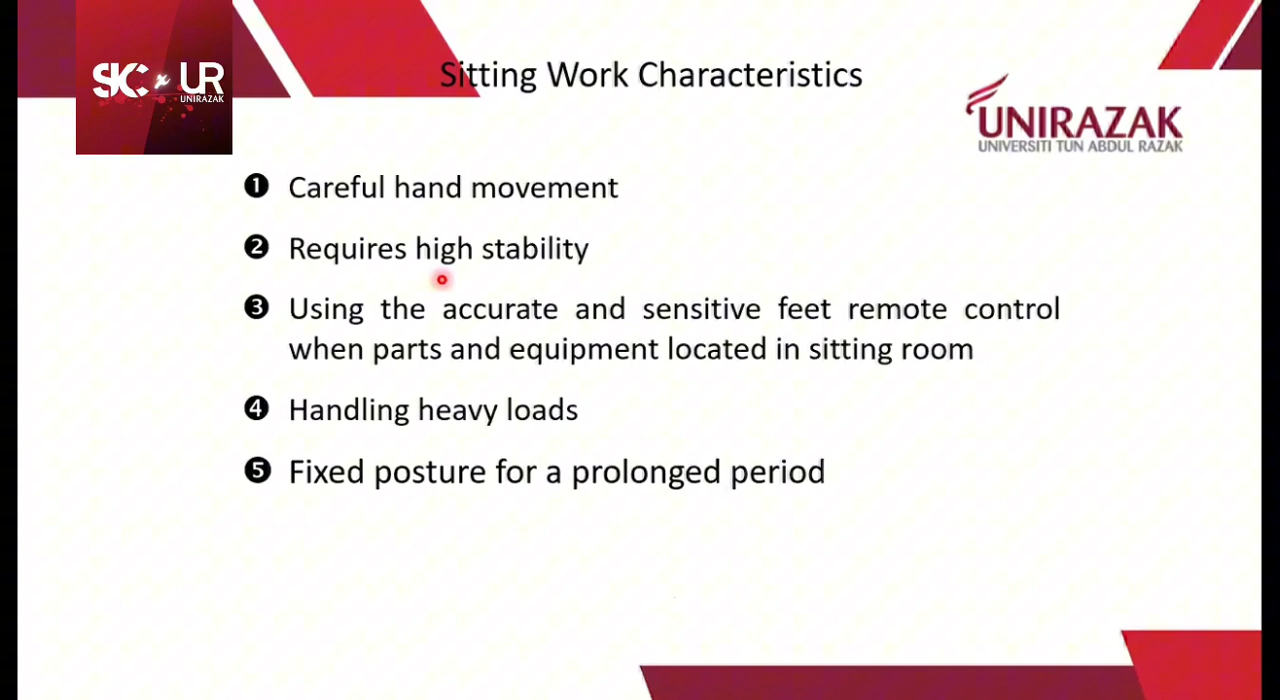 SIC x UR
UNIRAZAK
Sitting Work Characteristics
UNIRAZAK
UNIVERSITI TUN ABDUL RAZAK
❶ Careful hand movement
❷ Requires high stability
❸ Using the accurate and sensitive feet remote control
when parts and equipment located in sitting room
❹ Handling heavy loads
❺ Fixed posture for a prolonged period